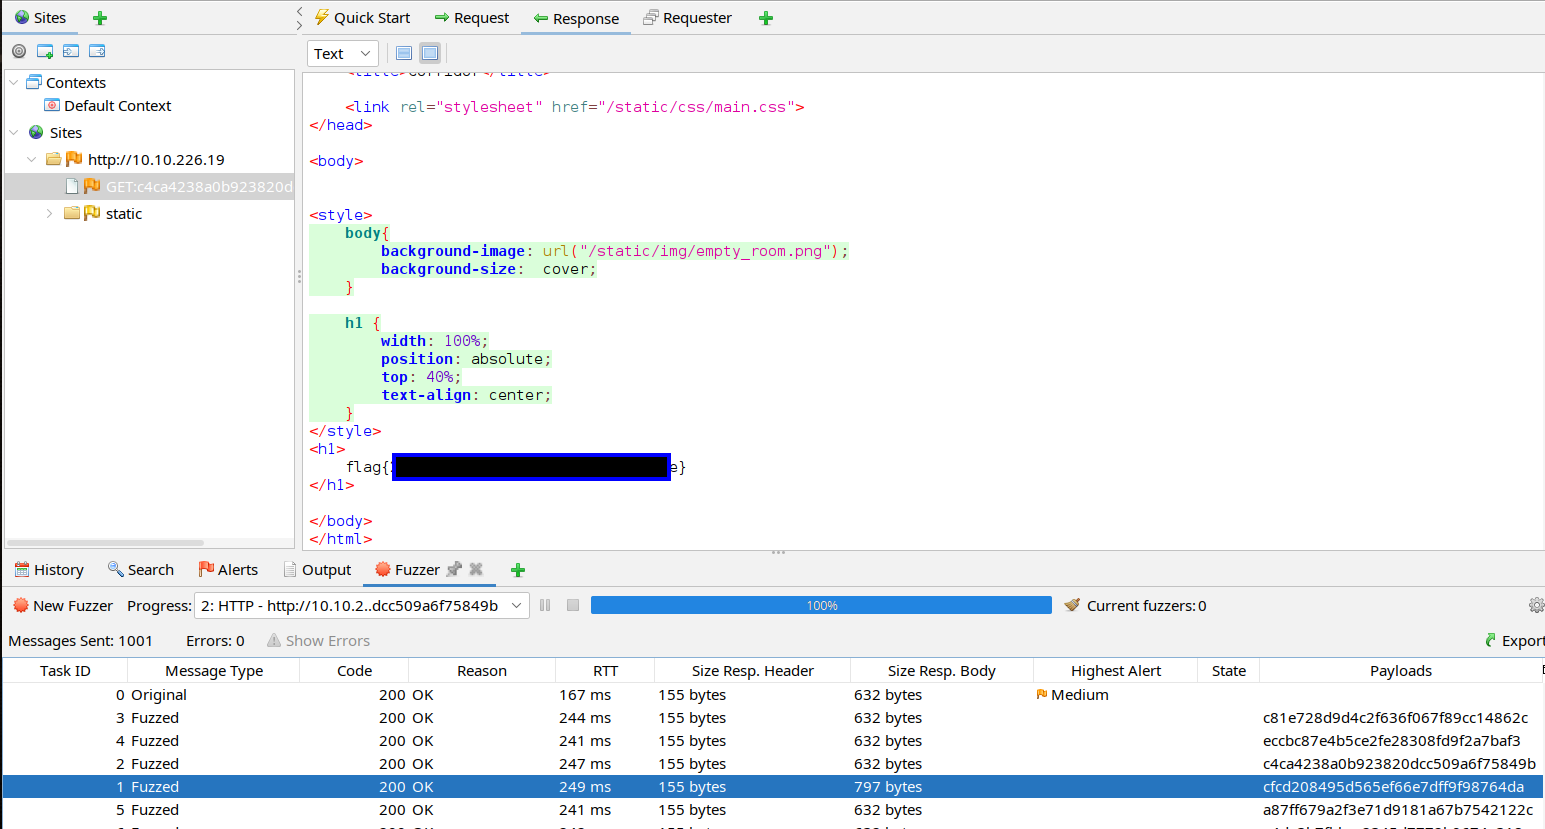 Sites
Quick Start
Request
Response
Requester
Text
Contexts
Default Context
Sites
http://10.10.226.19
GET:c4ca4238a0b923820d
static
<title>Corridor</title>
<link rel="stylesheet" href="/static/css/main.css">
</head>
<body>
<style>
body{
background-image: url("/static/img/empty_room.png");
background-size:  cover;
}
h1 {
width: 100%;
position: absolute;
top: 40%;
text-align: center;
}
</style>
<h1>
flag{ e}
</h1>
</body>
</html>
History Search Alerts Output Fuzzer
New Fuzzer Progress: 2: HTTP - http://10.10.2..dcc509a6f75849b 100% Current fuzzers: 0
Messages Sent: 1001 Errors: 0 Show Errors Export
Task ID Message Type Code Reason RTT Size Resp. Header Size Resp. Body Highest Alert State Payloads
0 Original 200 OK 167 ms 155 bytes 632 bytes Medium
3 Fuzzed 200 OK 244 ms 155 bytes 632 bytes c81e728d9d4c2f636f067f89cc14862c
4 Fuzzed 200 OK 241 ms 155 bytes 632 bytes eccbc87e4b5ce2fe28308fd9f2a7baf3
2 Fuzzed 200 OK 247 ms 155 bytes 632 bytes c4ca4238a0b923820dcc509a6f75849b
1 Fuzzed 200 OK 249 ms 155 bytes 797 bytes cfcd208495d565ef66e7dff9f98764da
5 Fuzzed 200 OK 241 ms 155 bytes 632 bytes a87ff679a2f3e71d9181a67b7542122c